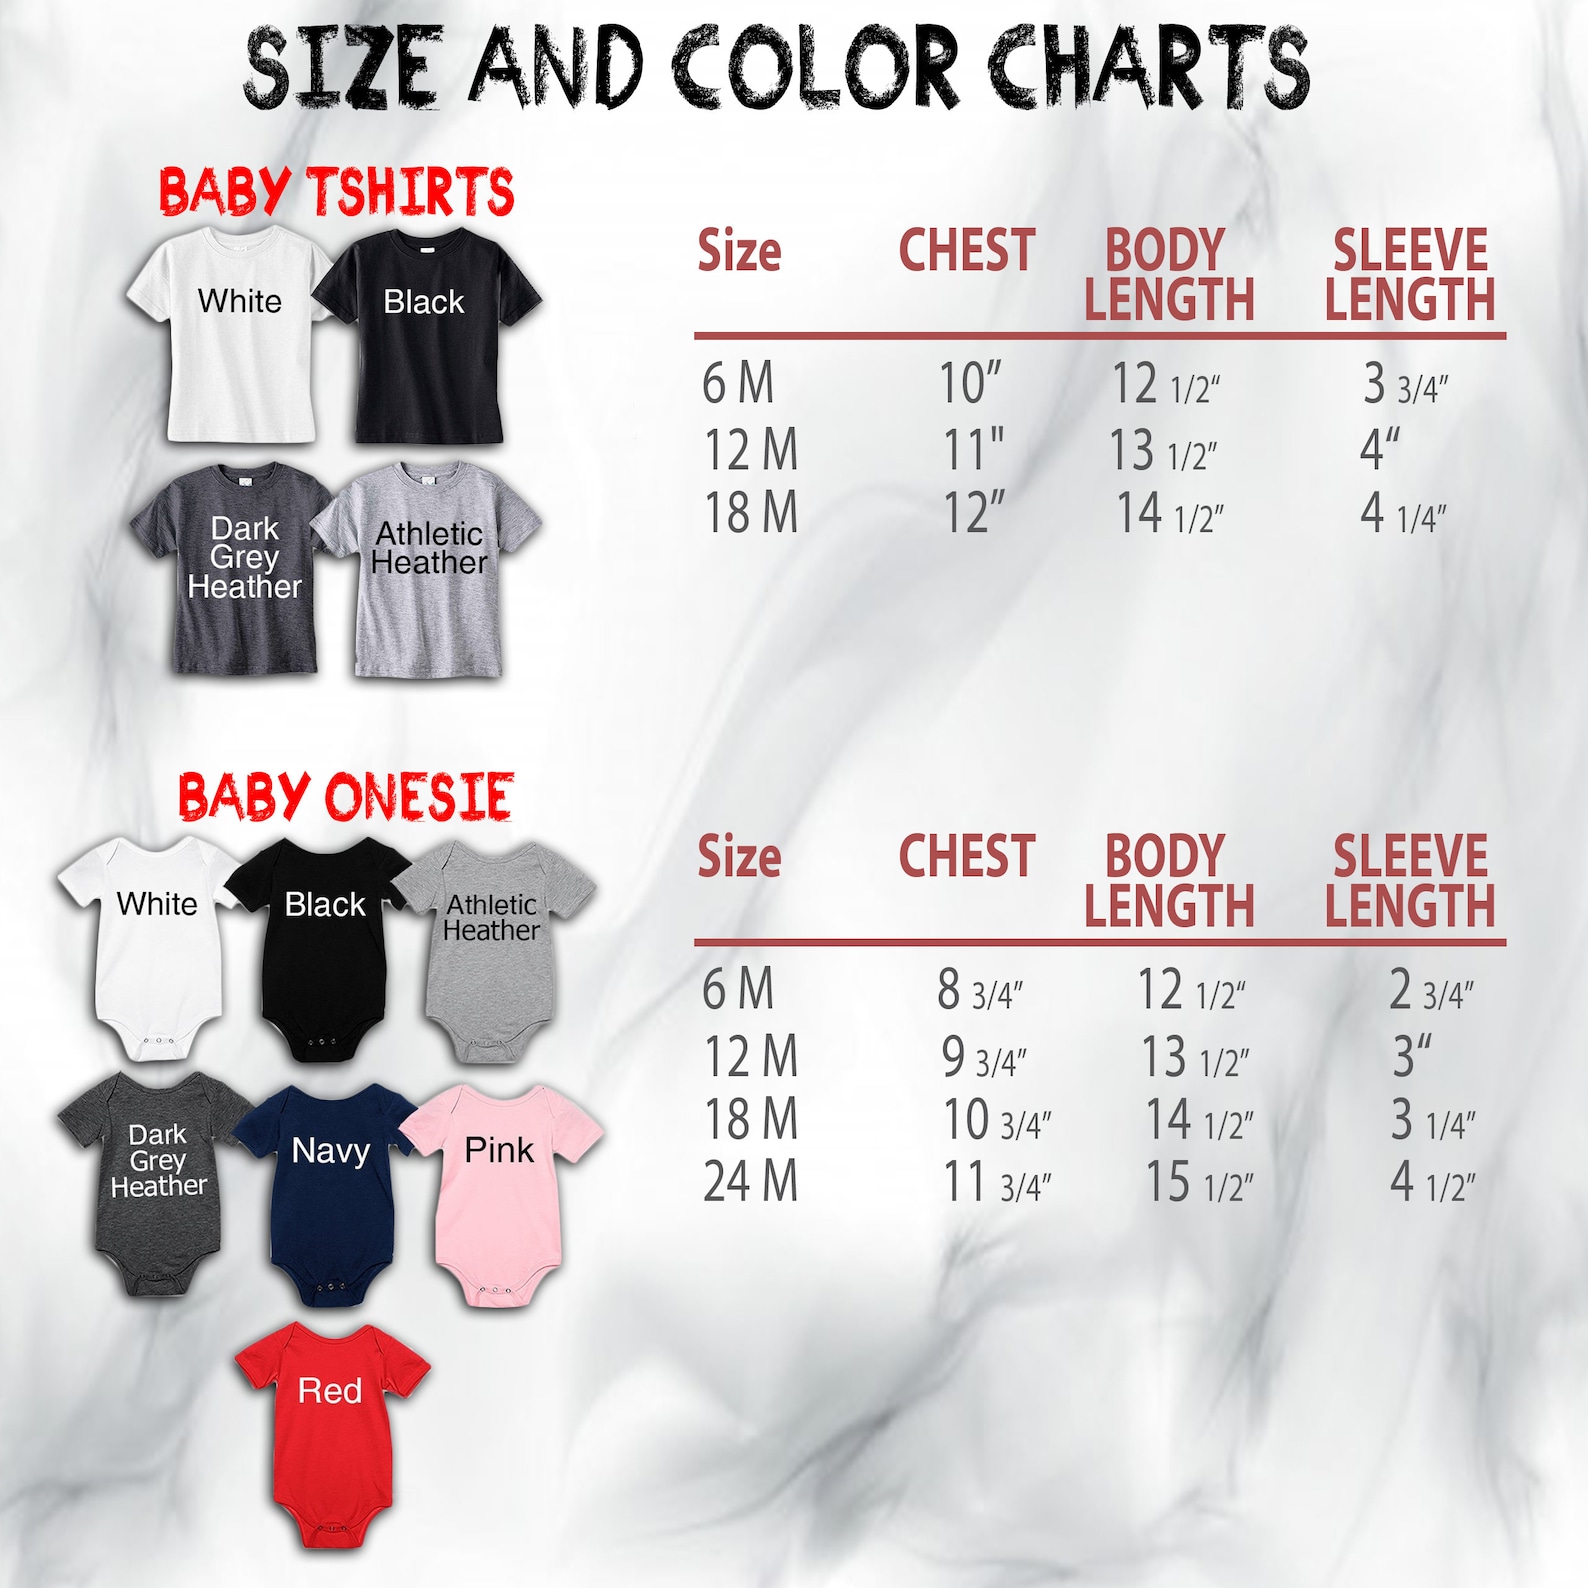 SIZE AND COLOR CHARTS
BABY TSHIRTS
White
Black
Dark
Grey
Heather
Athletic
Heather
Size CHEST BODY LENGTH SLEEVE LENGTH
6 M 10” 12 1/2“ 3 3/4”
12 M 11" 13 1/2” 4“
18 M 12” 14 1/2” 4 1/4”
BABY ONESIE
White
Black
Athletic
Heather
Dark
Grey
Heather
Navy
Pink
Red
Size CHEST BODY LENGTH SLEEVE LENGTH
6 M 8 3/4” 12 1/2“ 2 3/4”
12 M 9 3/4” 13 1/2” 3“
18 M 10 3/4” 14 1/2” 3 1/4”
24 M 11 3/4” 15 1/2” 4 1/2”